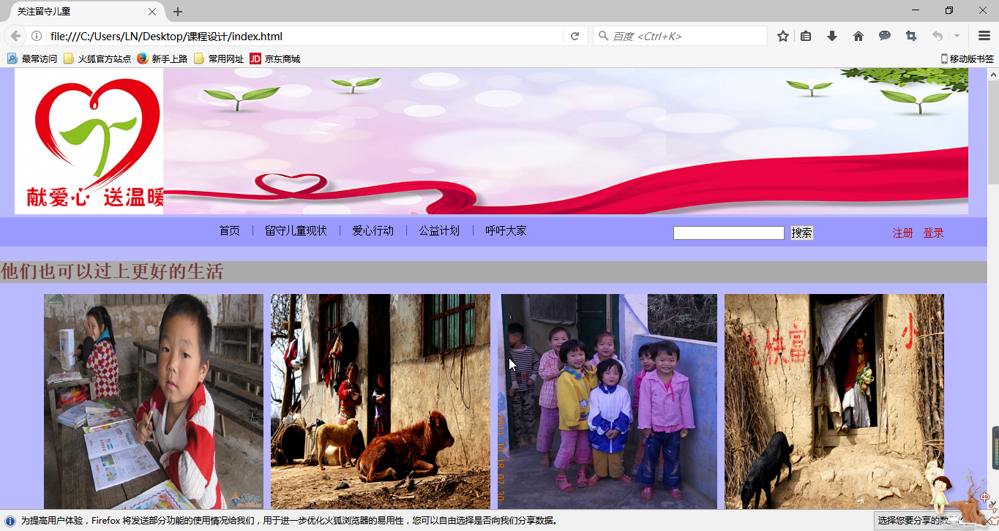 关注留守儿童
file:///C:/Users/LN/Desktop/课程设计/index.html
百度 <Ctrl+K>
最常访问 火狐官方站点 新手上路 常用网址 JD 京东商城 移动版书签
献爱心 送温暖
首页 | 留守儿童现状 | 爱心行动 | 公益计划 | 呼吁大家 搜索 注册 登录
他们也可以过上更好的生活
富 小
快
2011 10 18 07:30
为提高用户体验，Firefox 将发送部分功能的使用情况给我们，用于进一步优化火狐浏览器的易用性，您可以自由选择是否向我们分享数据。
选择您要分享的数
中